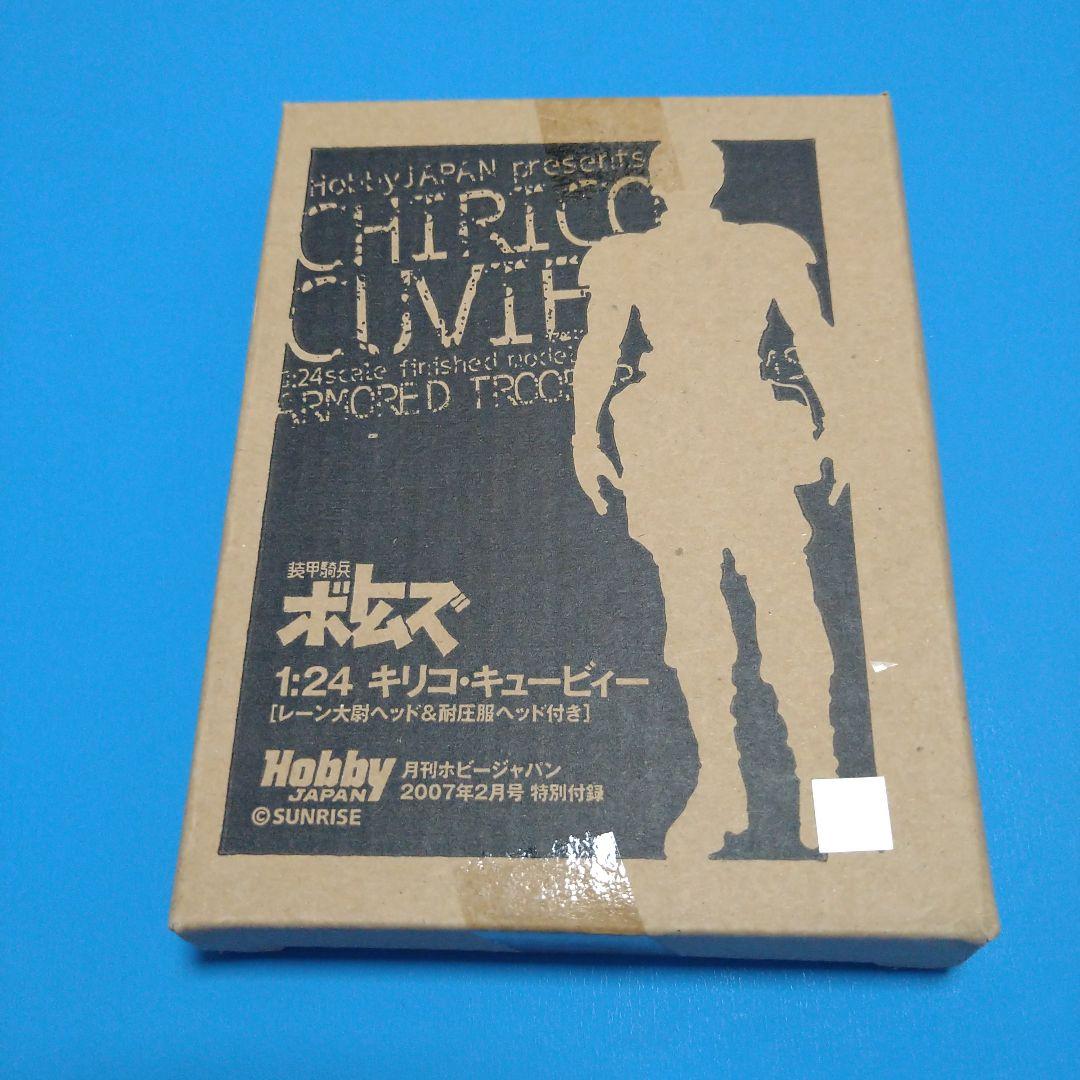 HobbyJAPAN presents
CHIRICO
CUVIE
1:24scale finished model
ARMORED TROOPER
装甲騎兵
ボトムズ
1:24 キリコ・キュービィー
[レーン大尉ヘッド&耐圧服ヘッド付き]
Hobby JAPAN
月刊ホビージャパン
2007年2月号 特別付録
©SUNRISE